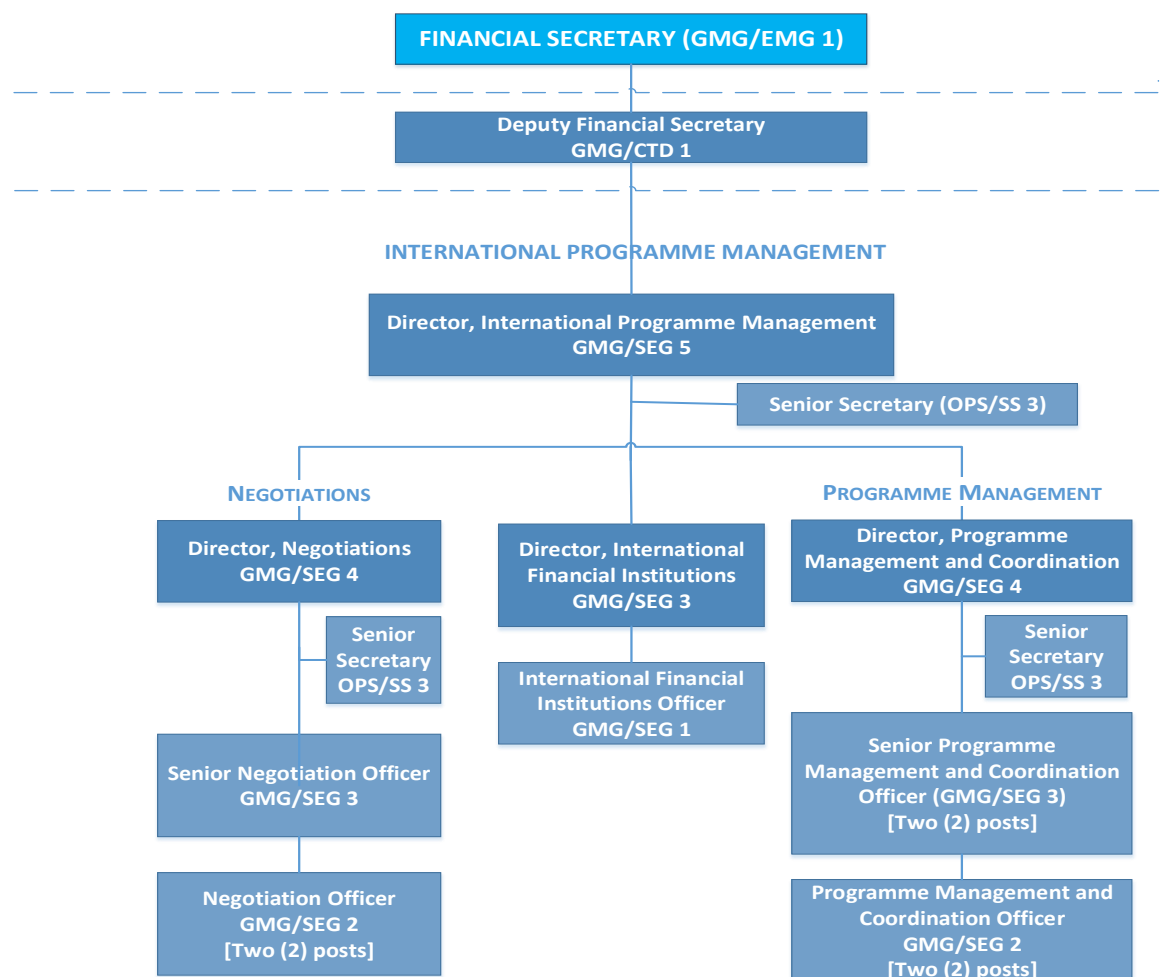 FINANCIAL SECRETARY (GMG/EMG 1)
Deputy Financial Secretary
GMG/CTD 1
INTERNATIONAL PROGRAMME MANAGEMENT
Director, International Programme Management
GMG/SEG 5
Senior Secretary (OPS/SS 3)
NEGOTIATIONS
Director, Negotiations
GMG/SEG 4
Senior
Secretary
OPS/SS 3
Senior Negotiation Officer
GMG/SEG 3
Negotiation Officer
GMG/SEG 2
[Two (2) posts]
Director, International
Financial Institutions
GMG/SEG 3
International Financial
Institutions Officer
GMG/SEG 1
PROGRAMME MANAGEMENT
Director, Programme
Management and Coordination
GMG/SEG 4
Senior
Secretary
OPS/SS 3
Senior Programme
Management and Coordination
Officer (GMG/SEG 3)
[Two (2) posts]
Programme Management and
Coordination Officer
GMG/SEG 2
[Two (2) posts]